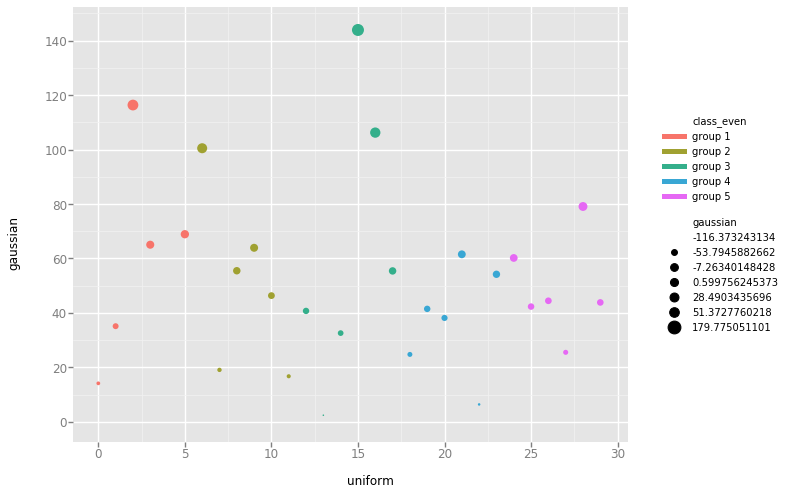 140
120
100
80
60
40
20
0
gaussian
0 5 10 15 20 25 30
uniform
class_even
group 1
group 2
group 3
group 4
group 5
gaussian
-116.373243134
-53.7945882662
-7.26340148428
0.599756245373
28.4903435696
51.3727760218
179.775051101